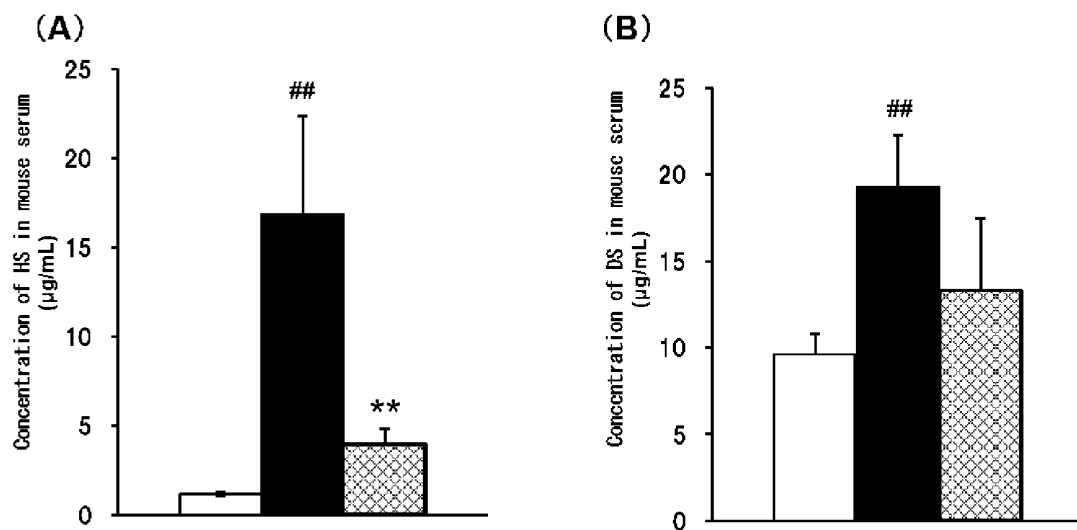 (A)
Concentration of HS in mouse serum
(μg/mL)
25
20
15
10
5
0
##
**
(B)
Concentration of DS in mouse serum
(μg/mL)
25
20
15
10
5
0
##